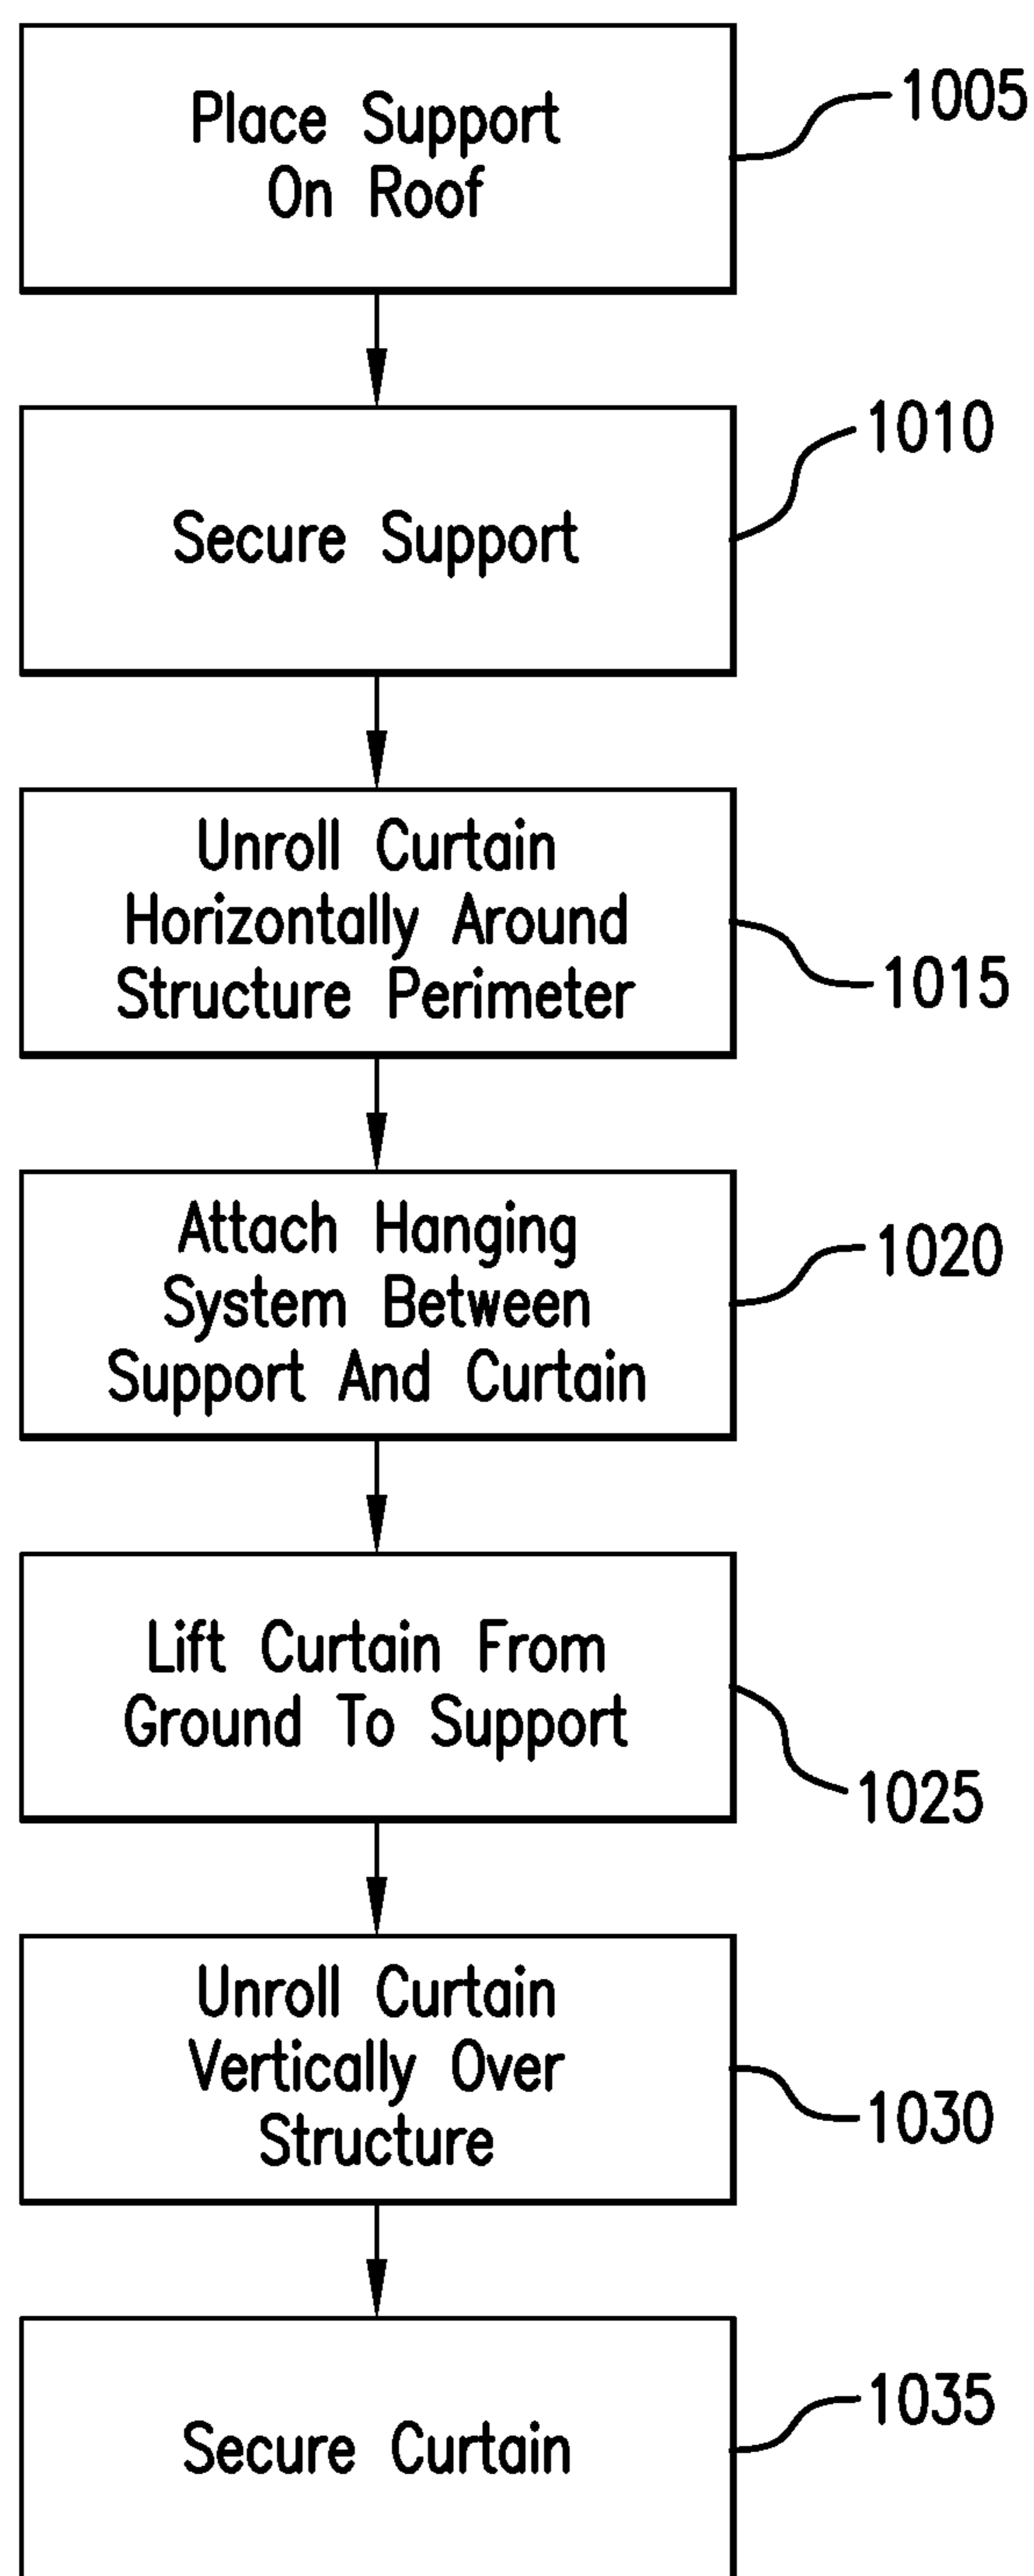 Place Support
On Roof
1005
Secure Support
1010
Unroll Curtain
Horizontally Around
Structure Perimeter
1015
Attach Hanging
System Between
Support And Curtain
1020
Lift Curtain From
Ground To Support
1025
Unroll Curtain
Vertically Over
Structure
1030
Secure Curtain
1035